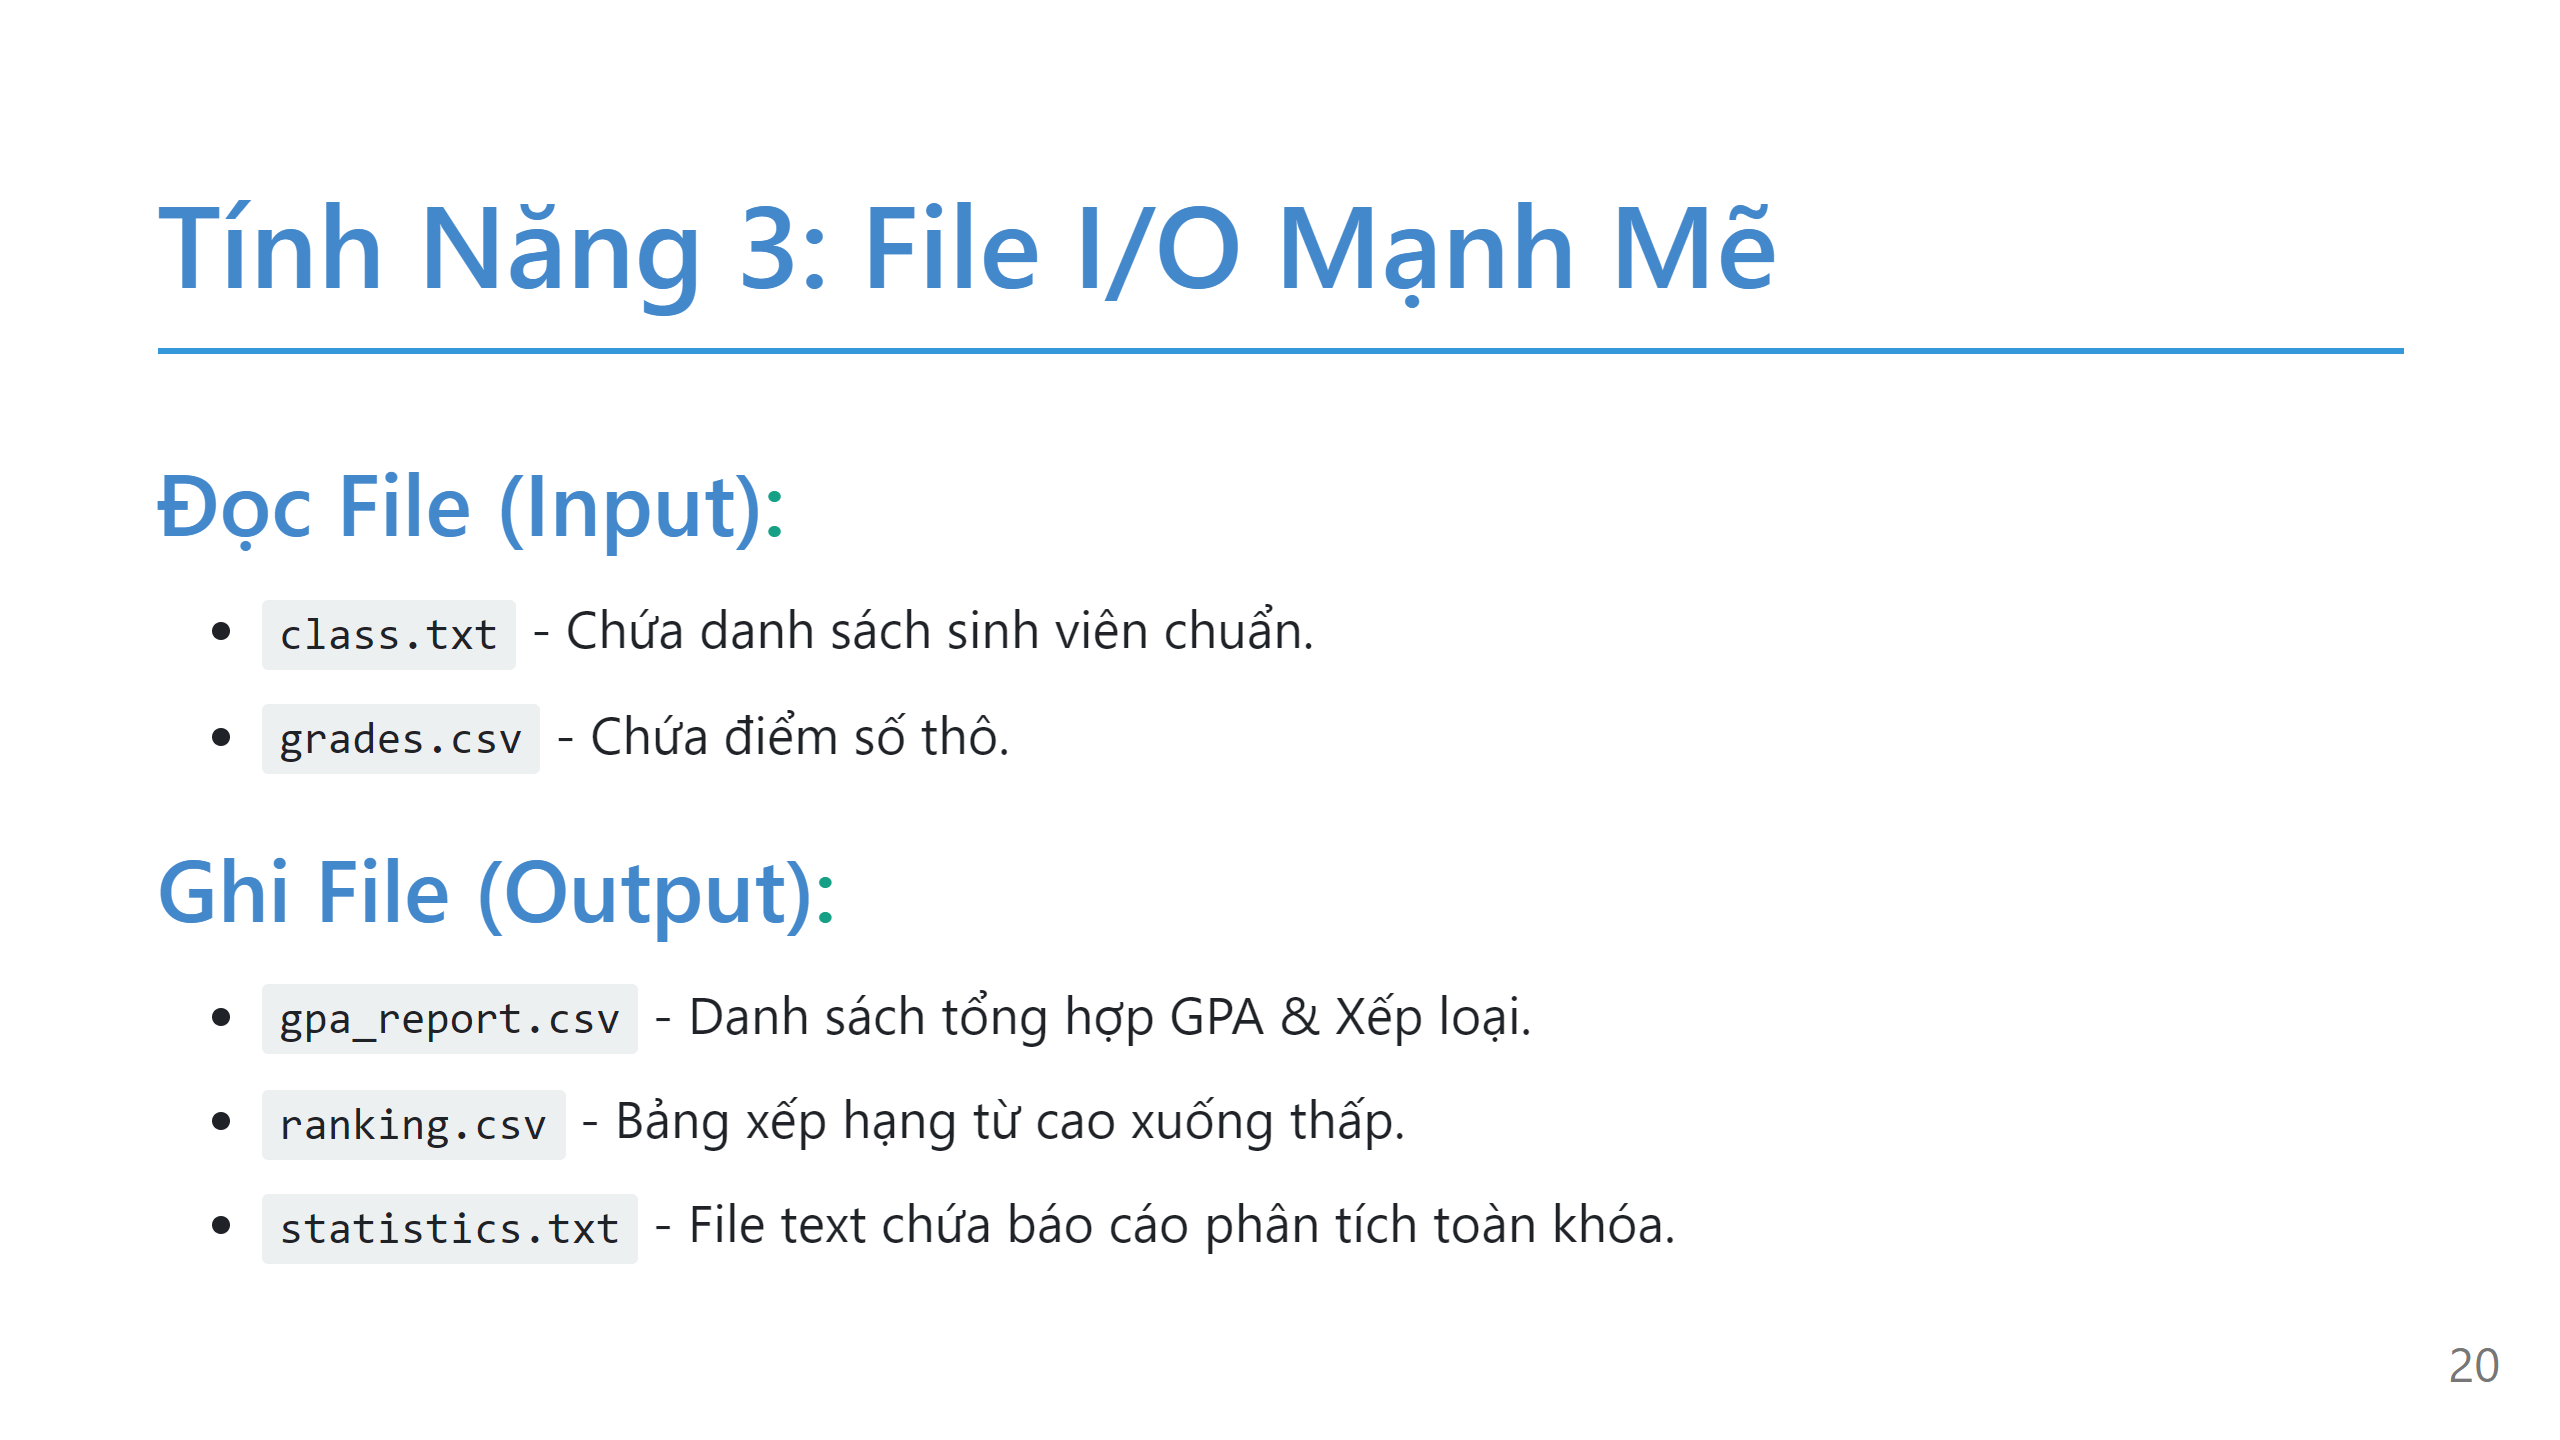 Tính Năng 3: File I/O Mạnh Mẽ
Đọc File (Input):
• class.txt - Chứa danh sách sinh viên chuẩn.
• grades.csv - Chứa điểm số thô.
Ghi File (Output):
• gpa_report.csv - Danh sách tổng hợp GPA & Xếp loại.
• ranking.csv - Bảng xếp hạng từ cao xuống thấp.
• statistics.txt - File text chứa báo cáo phân tích toàn khóa.
20